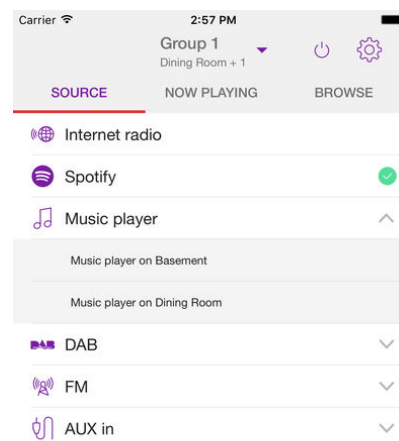 Carrier 2:57 PM
Group 1
Dining Room + 1
SOURCE NOW PLAYING BROWSE
Internet radio
Spotify
Music player
Music player on Basement
Music player on Dining Room
DAB DAB
FM
AUX in